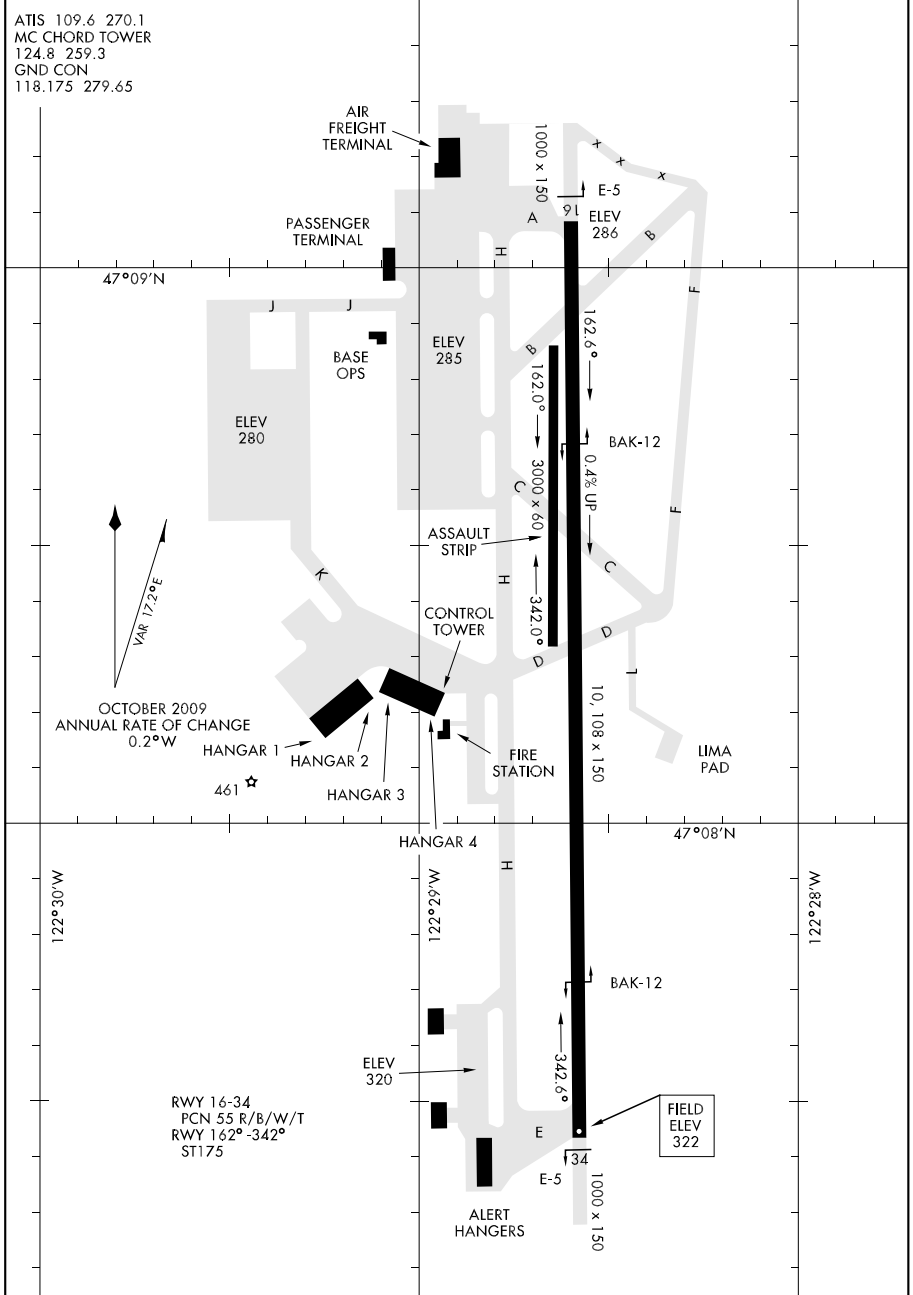 ATIS 109.6 270.1
MC CHORD TOWER
124.8 259.3
GND CON
118.175 279.65
AIR
FREIGHT
TERMINAL
1000 x 150
x
x
x
E-5
16
A
ELEV
286
B
PASSENGER
TERMINAL
H
47°09'N
F
J
J
162.6°
BASE
OPS
ELEV
285
B
162.0°
ELEV
280
BAK-12
0.4% UP
3000 x 60
C
F
ASSAULT
STRIP
VAR 17.2°E
K
H
C
342.0°
CONTROL
TOWER
D
D
L
OCTOBER 2009
ANNUAL RATE OF CHANGE
0.2°W
10, 108 x 150
HANGAR 1
HANGAR 2
FIRE
STATION
LIMA
PAD
461
HANGAR 3
HANGAR 4
47°08'N
H
122°30'W
122°29'W
122°28'W
BAK-12
342.6°
ELEV
320
RWY 16-34
PCN 55 R/B/W/T
RWY 162°-342°
ST175
E
FIELD
ELEV
322
34
E-5
1000 x 150
ALERT
HANGERS